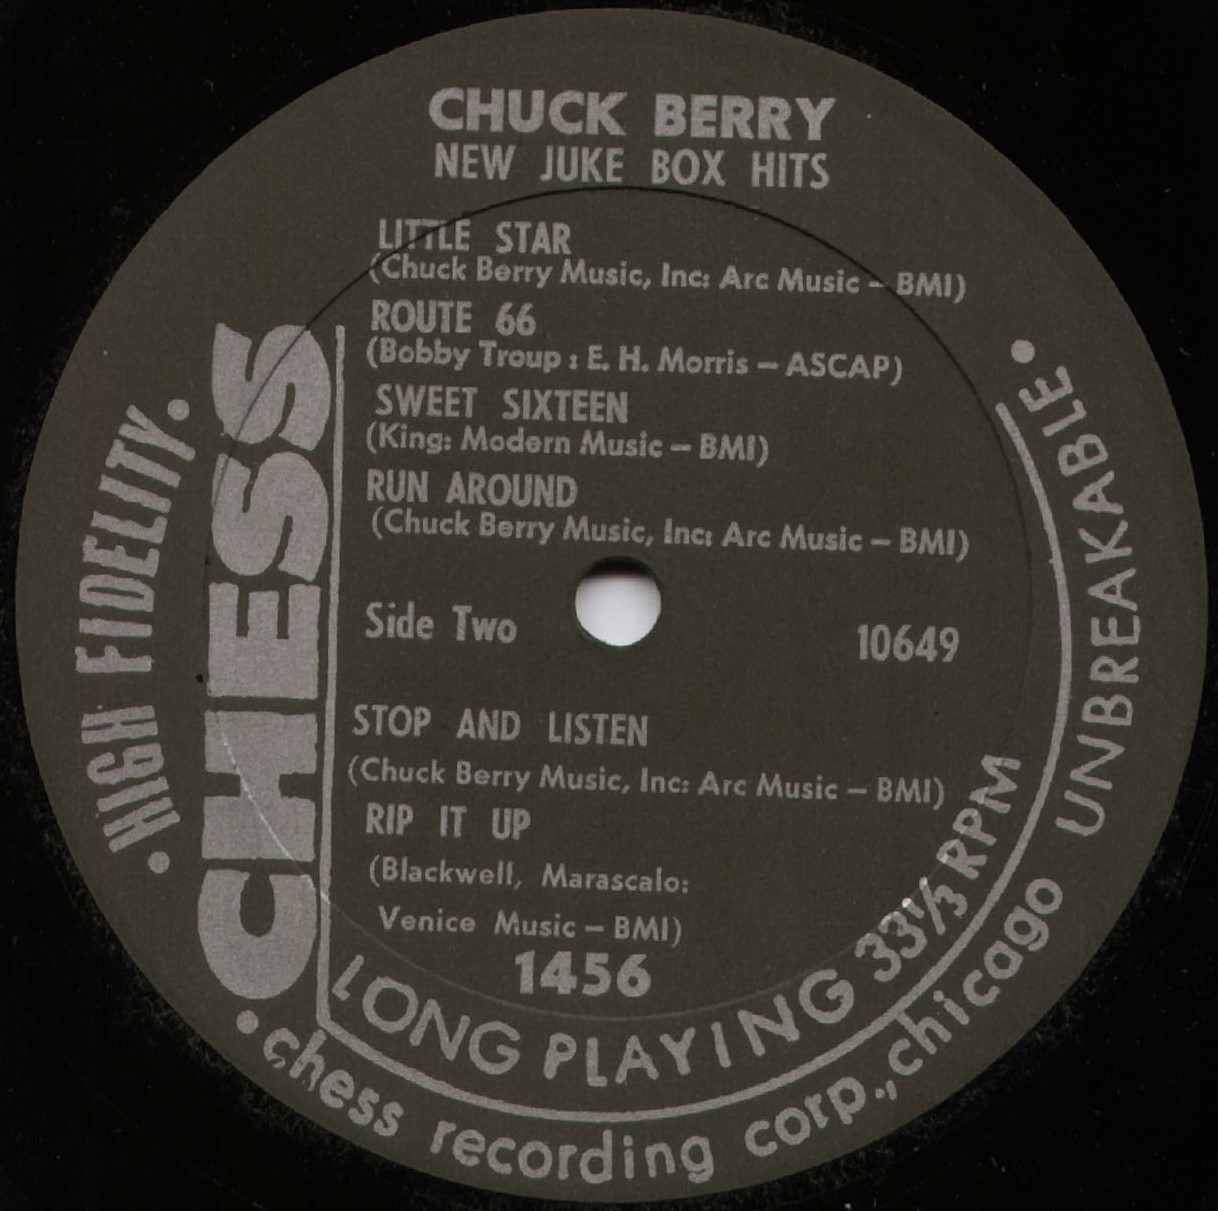 CHUCK BERRY
NEW JUKE BOX HITS
LITTLE STAR
(Chuck Berry Music, Inc: Arc Music – BMI)
ROUTE 66
(Bobby Troup : E. H. Morris – ASCAP)
SWEET SIXTEEN
(King: Modern Music – BMI)
RUN AROUND
(Chuck Berry Music, Inc: Arc Music – BMI)
Side Two
10649
STOP AND LISTEN
(Chuck Berry Music, Inc: Arc Music – BMI)
RIP IT UP
(Blackwell, Marascalo:
Venice Music – BMI)
1456
CHESS
LONG PLAYING 33⅓ RPM
• HIGH FIDELITY •
• chess recording corp., chicago UNBREAKABLE •